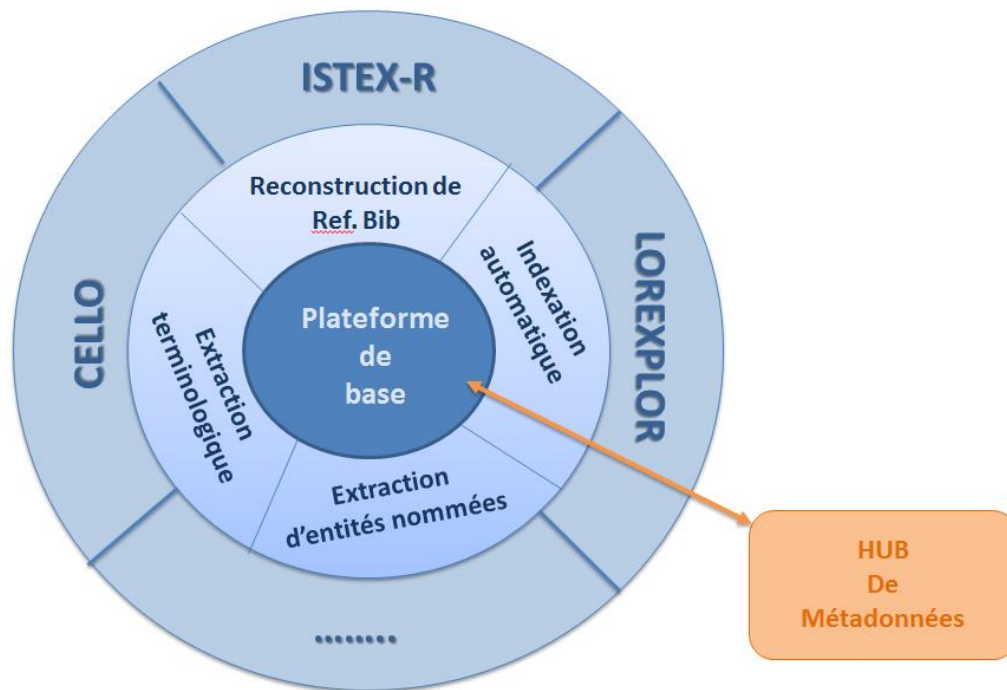 ISTEX-R
Reconstruction de
Ref. Bib
Indexation
automatique
LOREXPLOR
CELLO
Extraction
terminologique
Plateforme
de
base
Extraction
d'entités nommées
........
HUB
De
Métadonnées